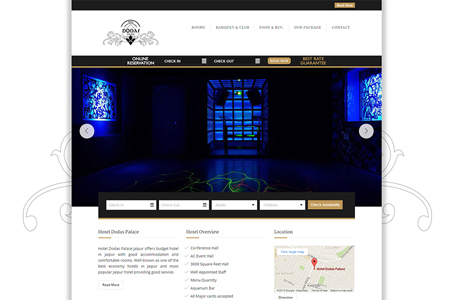 Book Now
DODAS
ROOMS
BANQUET & CLUB
FOOD & BEV.
OUR PACKAGE
CONTACT
ONLINE RESERVATION
CHECK IN
CHECK OUT
BOOK NOW
BEST RATE GUARANTEE
Check In
Check Out
Adults
Children
Check Availability
Hotel Dodas Palace
Hotel Dodas Palace Jaipur offers budget hotel
in jaipur with good accommodation and
comfortable rooms. Well known as one of the
best economy hotels in Jaipur and most
popular Jaipur hotel providing good service.
Read More
Hotel Overview
Conference Hall
AC Event Hall
3600 Square Reet Hall
Well Appointed Staff
Menu Quantity
Aquarium Bar
All Major cards accepted
Location
View larger map
Hotel Dodas Palace
Direction